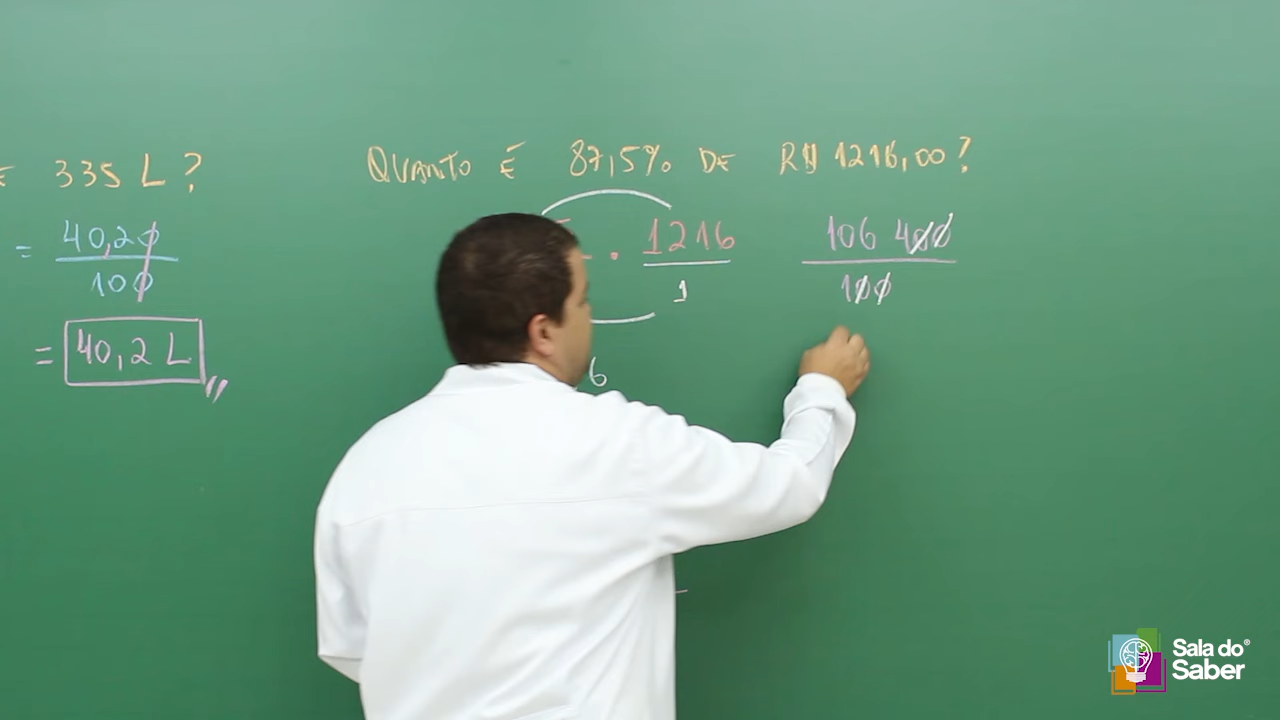 335 L?
= 40,20
100
= 40,2 L
QUANTO É 87,5% DE R$ 1216,00?
. 1216
1
106 400
100
6
Sala do®
Saber